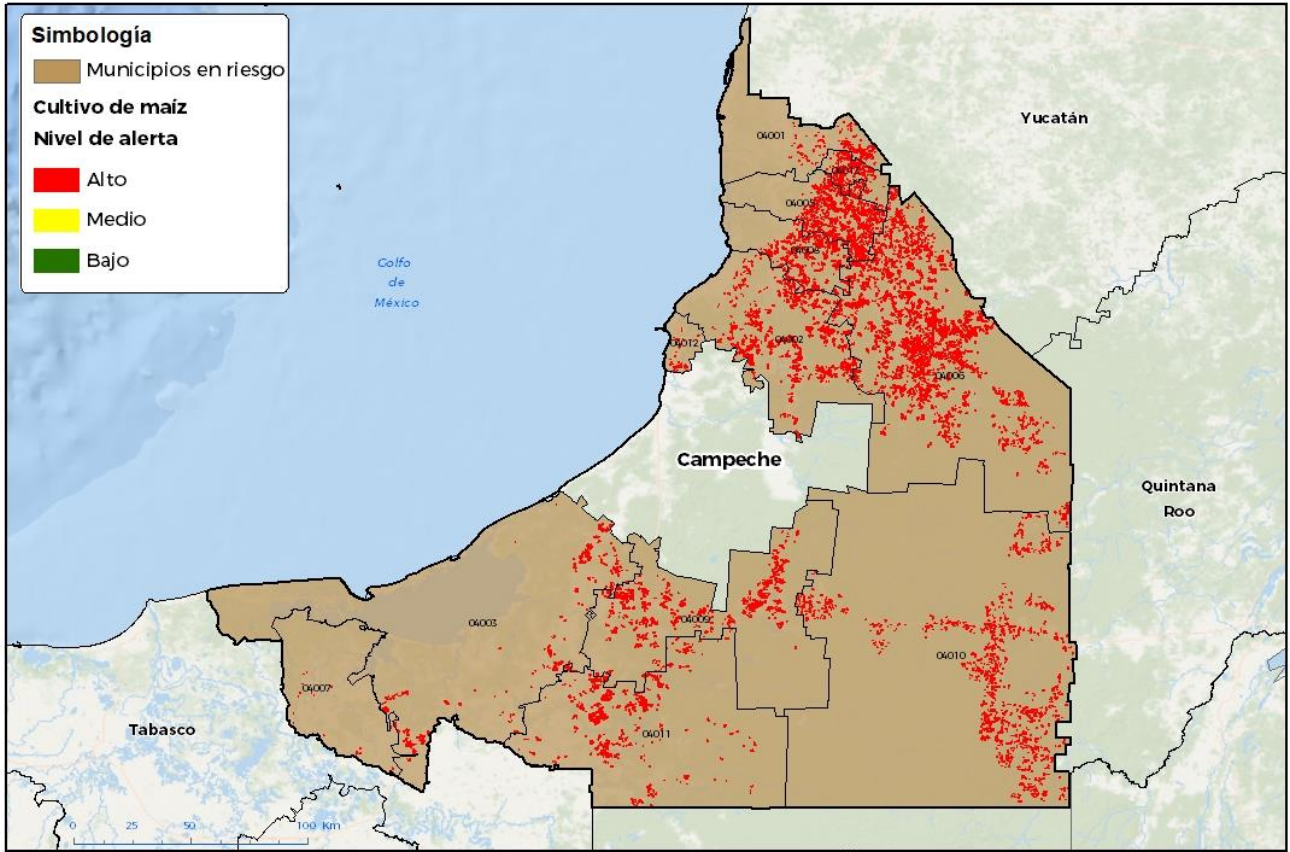 Simbología
Municipios en riesgo
Cultivo de maíz
Nivel de alerta
Alto
Medio
Bajo
Yucatán
04001
04005
Golfo
de
México
04012
04002
04006
Campeche
Quintana
Roo
04003
04009
04010
04007
04011
Tabasco
0 25 50 100 Km